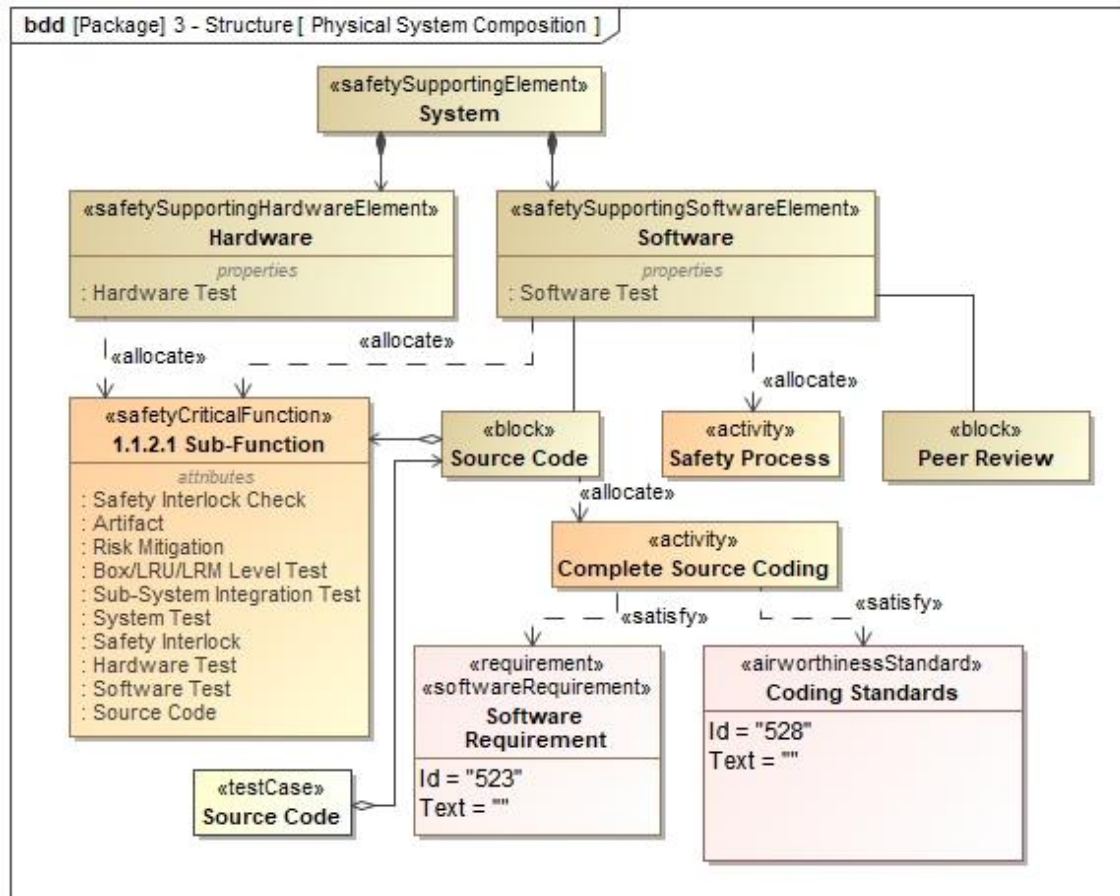 bdd [Package] 3 - Structure [ Physical System Composition ]
«safetySupportingElement»
System
«safetySupportingHardwareElement»
Hardware
properties
: Hardware Test
«safetySupportingSoftwareElement»
Software
properties
: Software Test
«allocate»
«allocate»
«allocate»
«safetyCriticalFunction»
1.1.2.1 Sub-Function
attributes
: Safety Interlock Check
: Artifact
: Risk Mitigation
: Box/LRU/LRM Level Test
: Sub-System Integration Test
: System Test
: Safety Interlock
: Hardware Test
: Software Test
: Source Code
«block»
Source Code
«activity»
Safety Process
«block»
Peer Review
«allocate»
«activity»
Complete Source Coding
«satisfy»
«satisfy»
«requirement»
«softwareRequirement»
Software
Requirement
Id = "523"
Text = ""
«airworthinessStandard»
Coding Standards
Id = "528"
Text = ""
«testCase»
Source Code